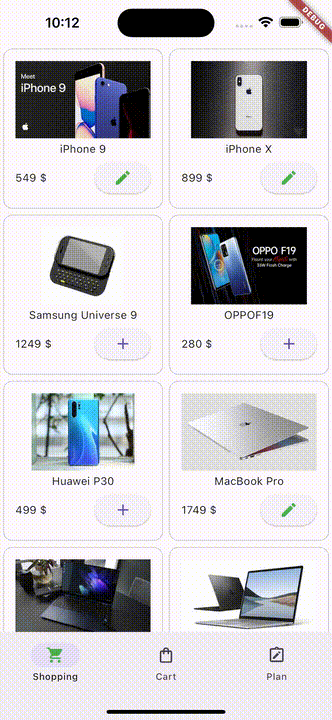 10:12
DEBUG
Meet
iPhone 9
iPhone 9
iPhone X
549 $
899 $
OPPO F19
Samsung Universe 9
OPPOF19
1249 $
280 $
Huawei P30
MacBook Pro
499 $
1749 $
Shopping
Cart
Plan